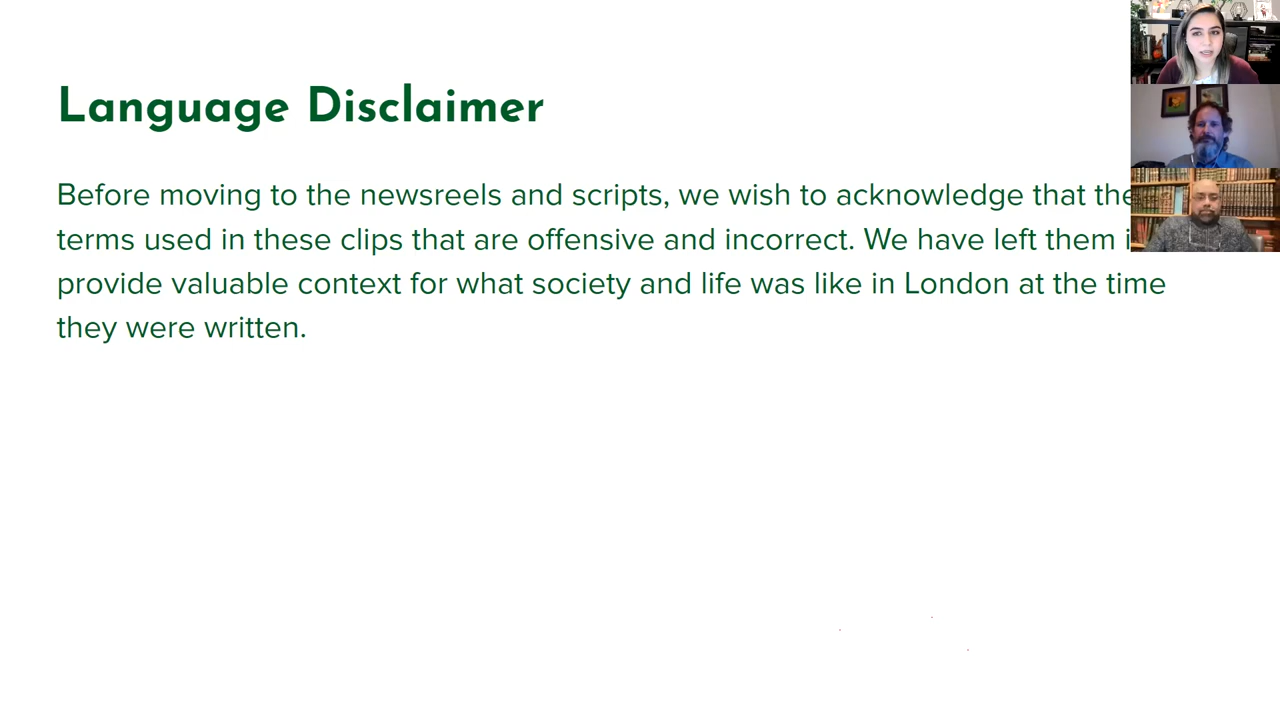 Language Disclaimer
Before moving to the newsreels and scripts, we wish to acknowledge that
terms used in these clips that are offensive and incorrect. We have left them
provide valuable context for what society and life was like in London at the time
they were written.